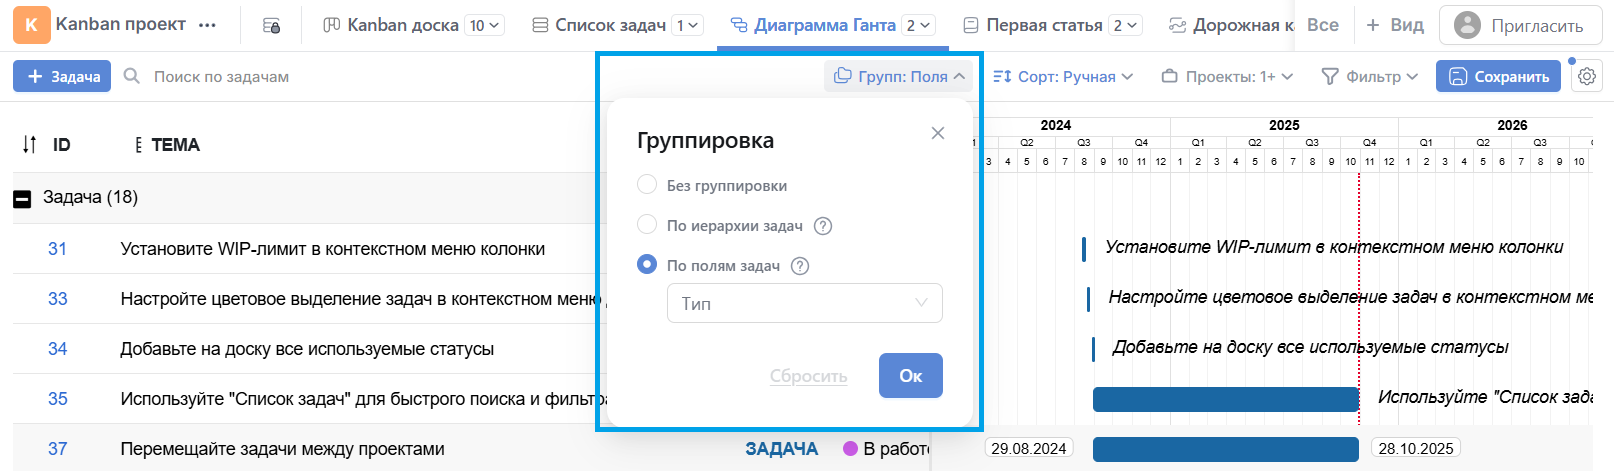 K Kanban проект ••• Kanban доска 10 Список задач 1 Диаграмма Ганта 2 Первая статья 2 Дорожная ка Все + Вид Пригласить
+ Задача Поиск по задачам Групп: Поля Сорт: Ручная Проекты: 1+ Фильтр Сохранить
Группировка
Без группировки
По иерархии задач ?
По полям задач ?
Тип
Сбросить Ок
ID ТЕМА
Задача (18)
31 Установите WIP-лимит в контекстном меню колонки
33 Настройте цветовое выделение задач в контекстном меню
34 Добавьте на доску все используемые статусы
35 Используйте "Список задач" для быстрого поиска и фильтра
37 Перемещайте задачи между проектами ЗАДАЧА В работе
2024 2025 2026
Q2 Q3 Q4 Q1 Q2 Q3 Q4 Q1 Q2 Q3
3 4 5 6 7 8 9 10 11 12 1 2 3 4 5 6 7 8 9 10 11 12 1 2 3 4 5 6 7 8 9 10
Установите WIP-лимит в контекстном меню колонки
Настройте цветовое выделение задач в контекстном ме
Добавьте на доску все используемые статусы
Используйте "Список зада
29.08.2024 28.10.2025